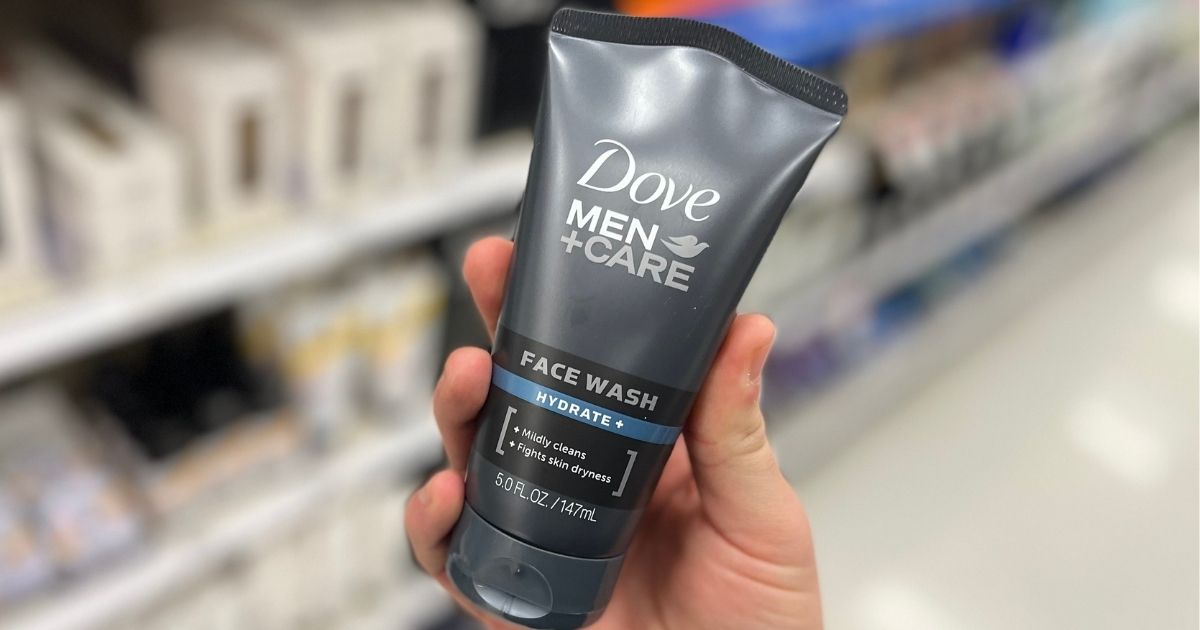 Dove
MEN
+CARE
FACE WASH
HYDRATE +
+ Mildly cleans
+ Fights skin dryness
5.0 FL.OZ./147mL